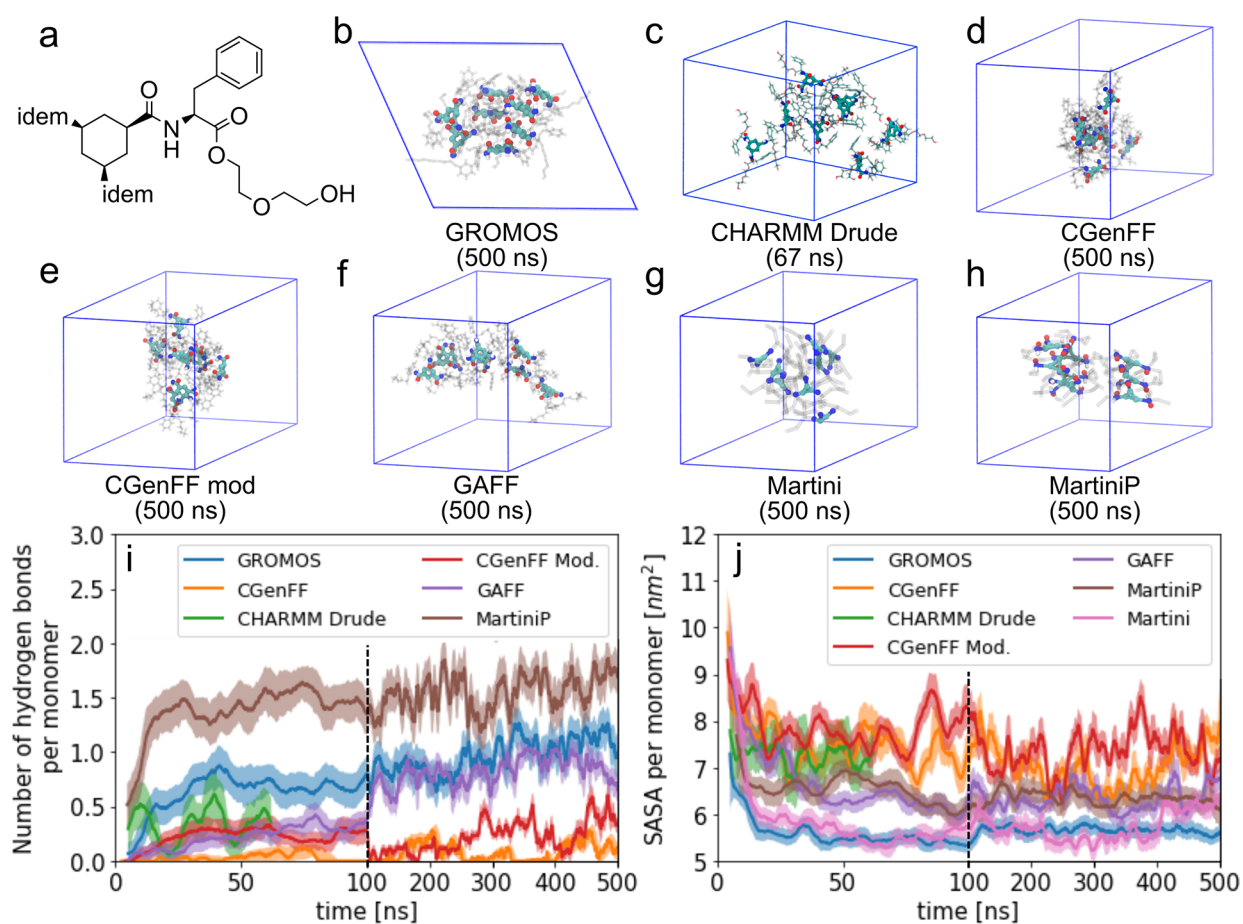 a
idem
idem
O
N
H
O
O
O
OH
b
GROMOS
(500 ns)
c
CHARMM Drude
(67 ns)
d
CGenFF
(500 ns)
e
CGenFF mod
(500 ns)
f
GAFF
(500 ns)
g
Martini
(500 ns)
h
MartiniP
(500 ns)
i
Number of hydrogen bonds
per monomer
3.0
2.5
2.0
1.5
1.0
0.5
0.0
GROMOS
CGenFF
CHARMM Drude
CGenFF Mod.
GAFF
MartiniP
0 50 100 200 300 400 500
time [ns]
j
SASA per monomer [nm²]
12
11
10
9
8
7
6
5
GROMOS
CGenFF
CHARMM Drude
CGenFF Mod.
GAFF
MartiniP
Martini
0 50 100 200 300 400 500
time [ns]